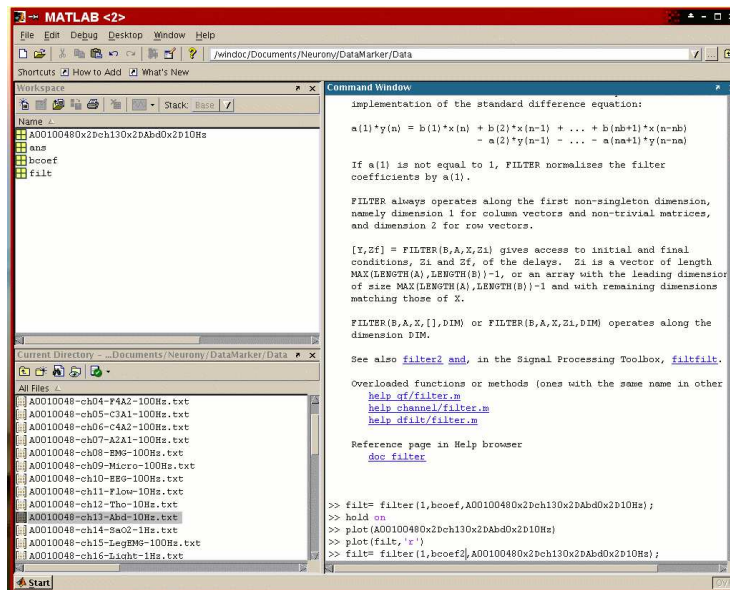 MATLAB <2>
File Edit Debug Desktop Window Help
/windoc/Documents/Neurony/DataMarker/Data ...
Shortcuts How to Add What's New
Workspace
Stack: Base
Name
A00100480x2Dch130x2DAbd0x2D10Hz
ans
bcoef
filt
Current Directory - ...Documents/Neurony/DataMarker/Data
All Files
A0010048-ch04-F4A2-100Hz.txt
A0010048-ch05-C3A1-100Hz.txt
A0010048-ch06-C4A2-100Hz.txt
A0010048-ch07-A2A1-100Hz.txt
A0010048-ch08-EMG-100Hz.txt
A0010048-ch09-Micro-100Hz.txt
A0010048-ch10-EEG-100Hz.txt
A0010048-ch11-Flow-10Hz.txt
A0010048-ch12-Tho-10Hz.txt
A0010048-ch13-Abd-10Hz.txt
A0010048-ch14-SaO2-1Hz.txt
A0010048-ch15-LegEMG-100Hz.txt
A0010048-ch16-Light-1Hz.txt
Start
Command Window
implementation of the standard difference equation:
a(1)*y(n) = b(1)*x(n) + b(2)*x(n-1) + ... + b(nb+1)*x(n-nb)
- a(2)*y(n-1) - ... - a(na+1)*y(n-na)
If a(1) is not equal to 1, FILTER normalizes the filter
coefficients by a(1).
FILTER always operates along the first non-singleton dimension,
namely dimension 1 for column vectors and non-trivial matrices,
and dimension 2 for row vectors.
[Y,Zf] = FILTER(B,A,X,Zi) gives access to initial and final
conditions, Zi and Zf, of the delays. Zi is a vector of length
MAX(LENGTH(A),LENGTH(B))-1, or an array with the leading dimension
of size MAX(LENGTH(A),LENGTH(B))-1 and with remaining dimensions
matching those of X.
FILTER(B,A,X,[],DIM) or FILTER(B,A,X,Zi,DIM) operates along the
dimension DIM.
See also filter2 and, in the Signal Processing Toolbox, filtfilt.
Overloaded functions or methods (ones with the same name in other
help gf/filter.m
help channel/filter.m
help dfilt/filter.m
Reference page in Help browser
doc filter
>> filt= filter(1,bcoef,A00100480x2Dch130x2DAbd0x2D10Hz);
>> hold on
>> plot(A00100480x2Dch130x2DAbd0x2D10Hz)
>> plot(filt,'r')
>> filt= filter(1,bcoef2,A00100480x2Dch130x2DAbd0x2D10Hz);